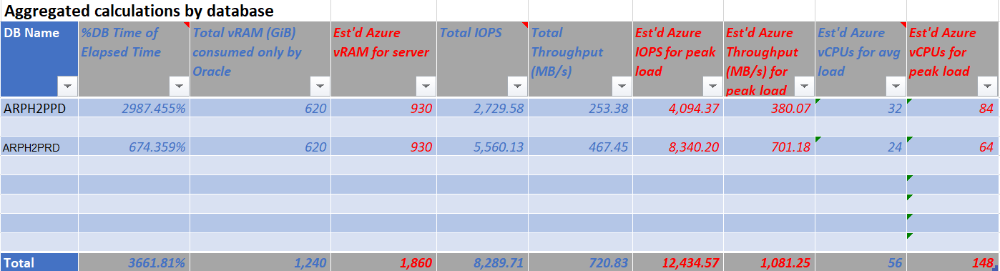 Aggregated calculations by database
DB Name %DB Time of Elapsed Time Total vRAM (GiB) consumed only by Oracle Est'd Azure vRAM for server Total IOPS Total Throughput (MB/s) Est'd Azure IOPS for peak load Est'd Azure Throughput (MB/s) for peak load Est'd Azure vCPUs for avg load Est'd Azure vCPUs for peak load
ARPH2PPD 2987.455% 620 930 2,729.58 253.38 4,094.37 380.07 32 84
ARPH2PRD 674.359% 620 930 5,560.13 467.45 8,340.20 701.18 24 64
Total 3661.81% 1,240 1,860 8,289.71 720.83 12,434.57 1,081.25 56 148